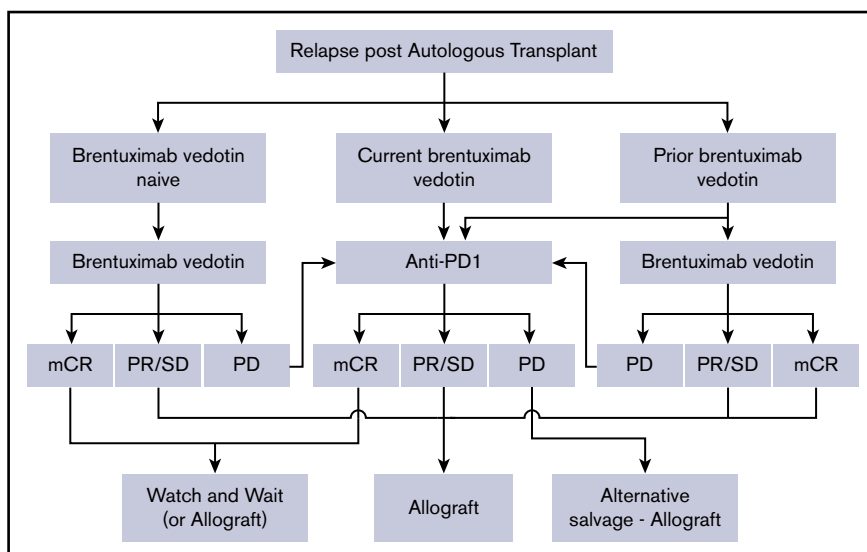 Relapse post Autologous Transplant
Brentuximab vedotin
naive
Current brentuximab
vedotin
Prior brentuximab
vedotin
Brentuximab vedotin
Anti-PD1
Brentuximab vedotin
mCR
PR/SD
PD
mCR
PR/SD
PD
PD
PR/SD
mCR
Watch and Wait
(or Allograft)
Allograft
Alternative
salvage - Allograft